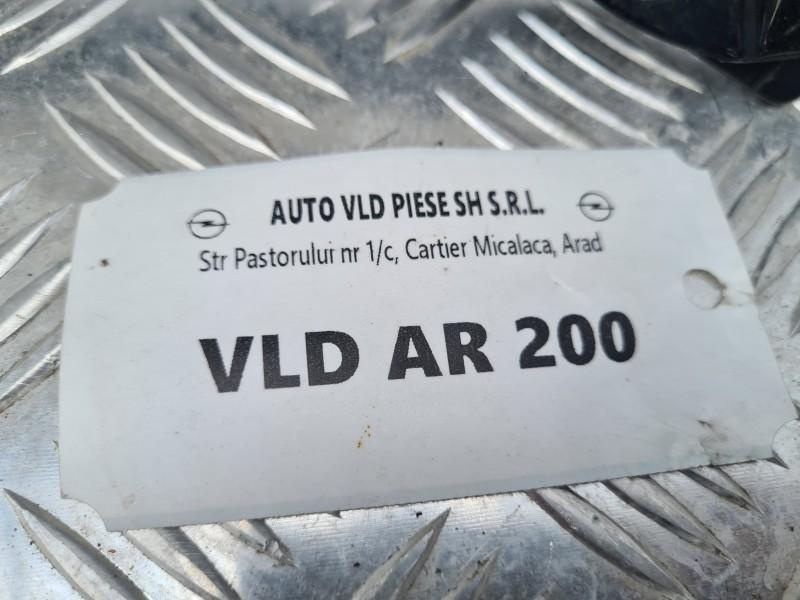 AUTO VLD PIESE SH S.R.L.
Str Pastorului nr 1/c, Cartier Micalaca, Arad
VLD AR 200